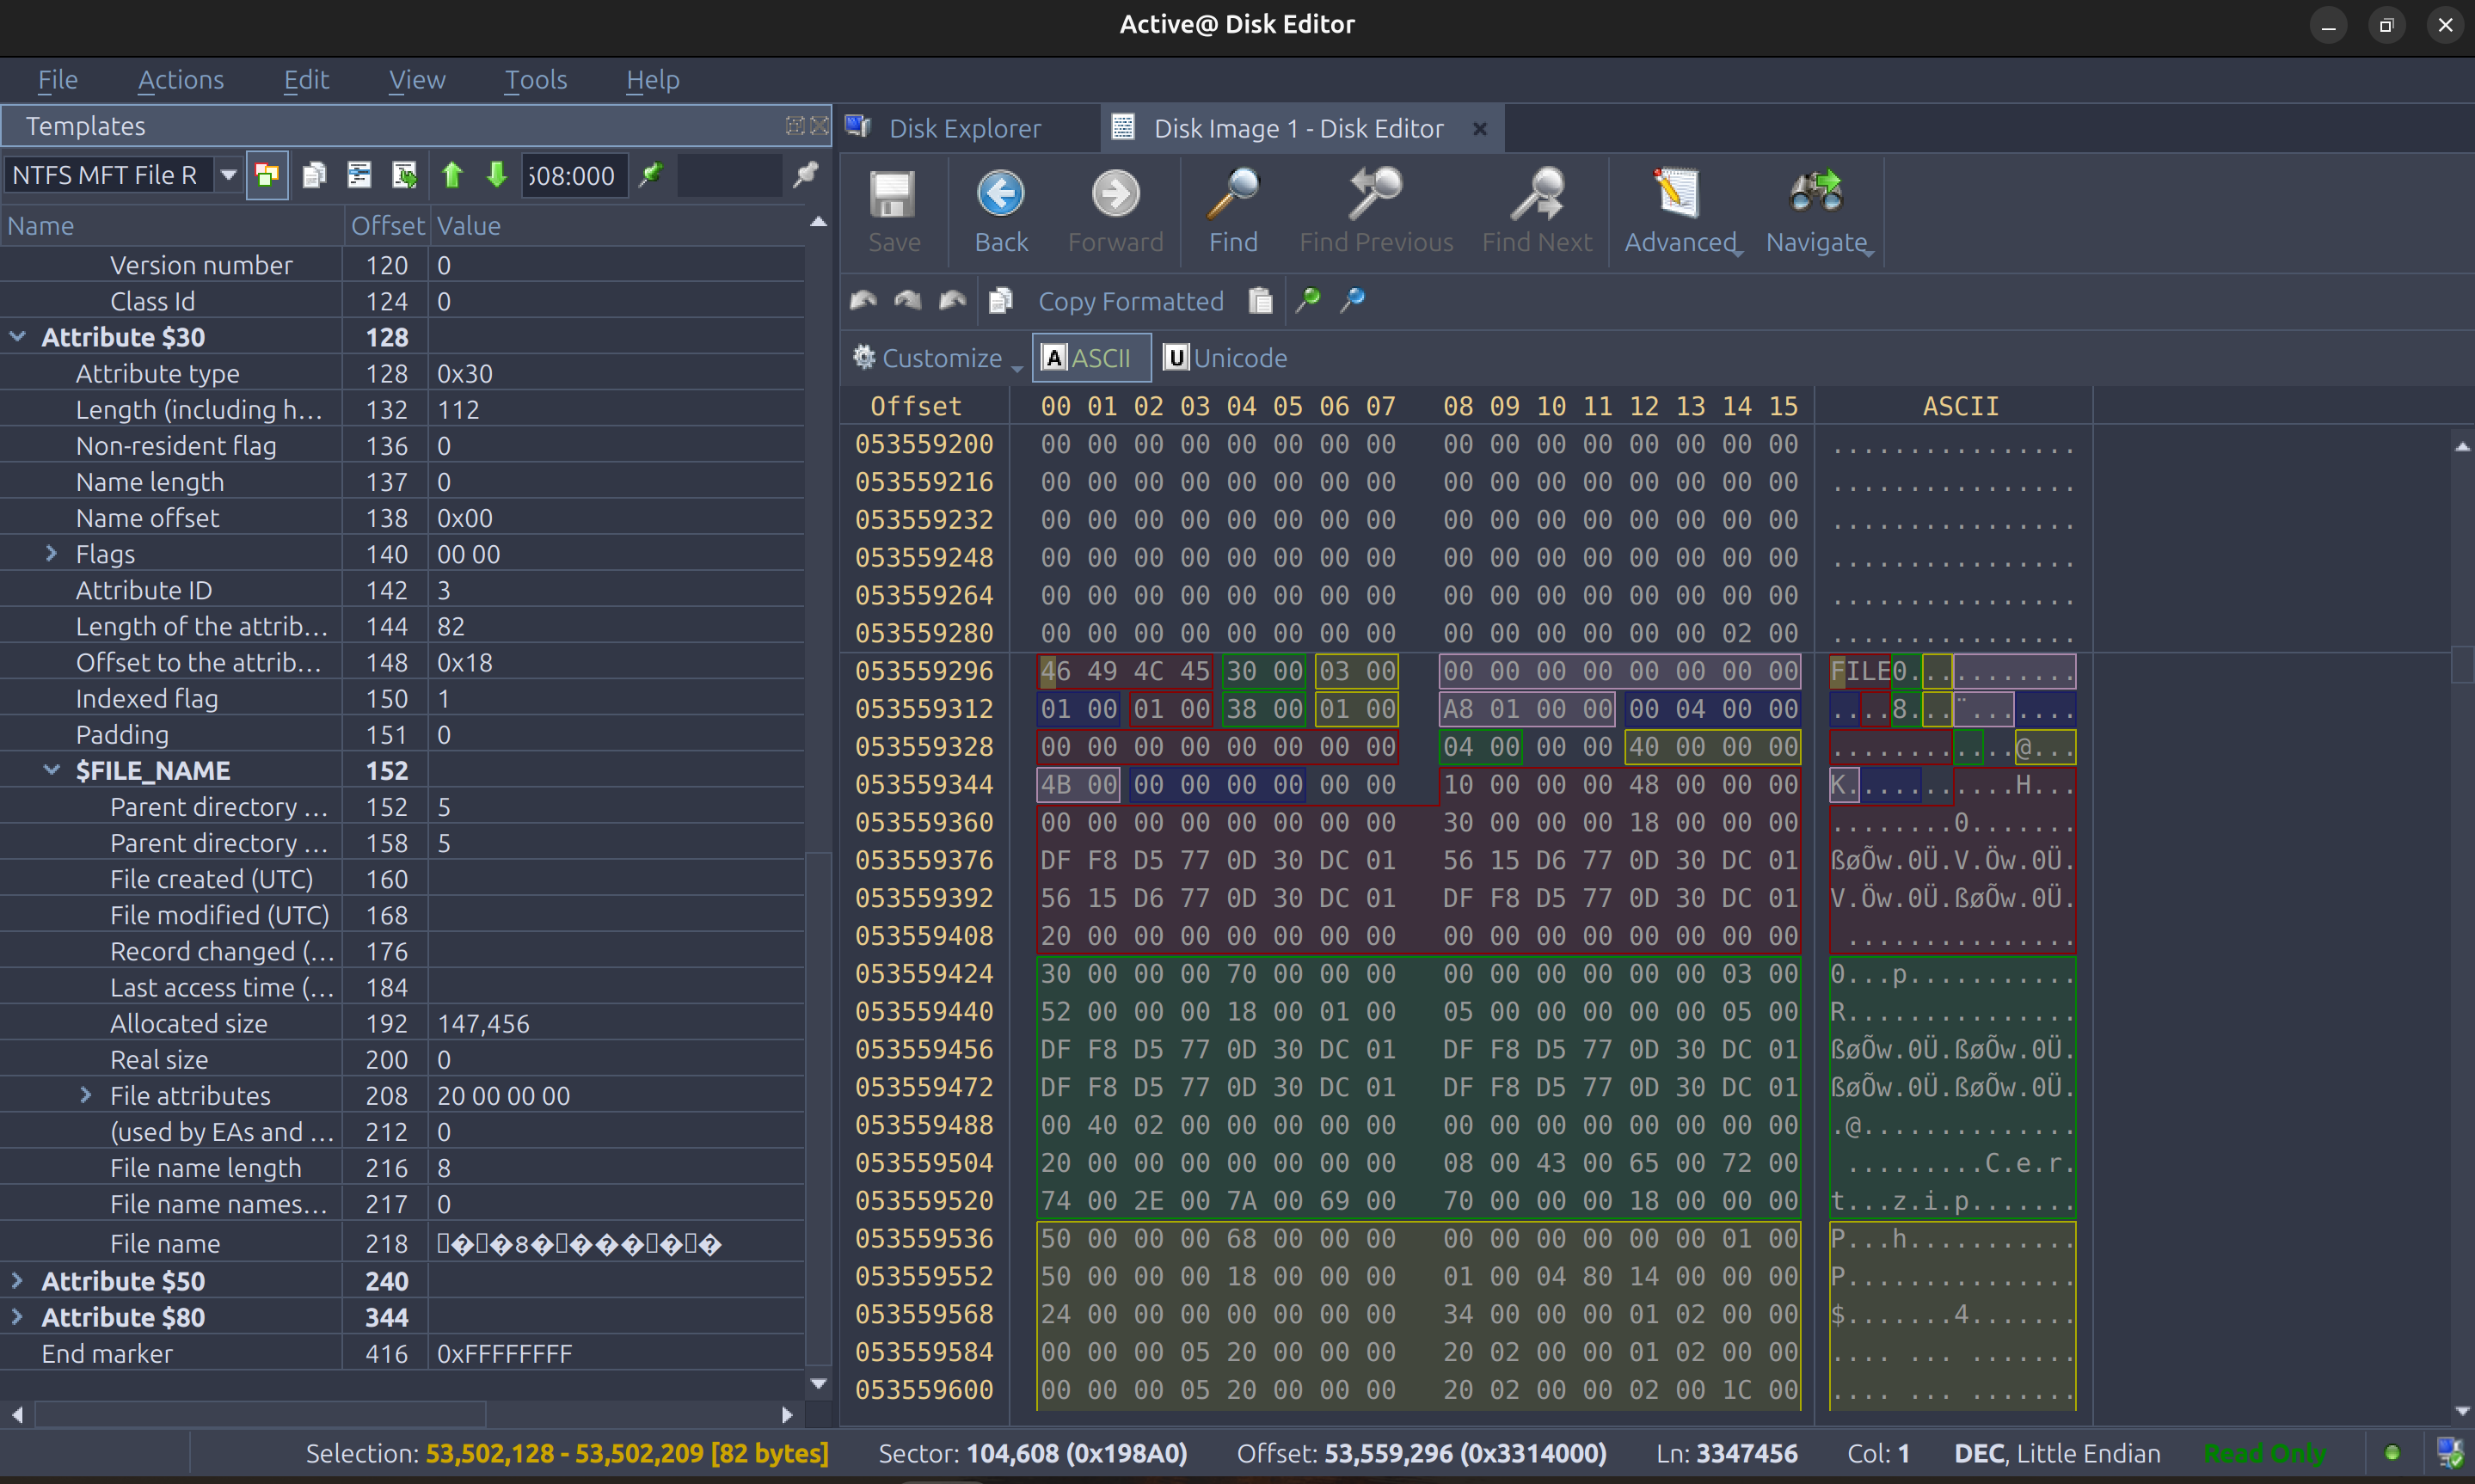 Active@ Disk Editor
File Actions Edit View Tools Help
Templates
NTFS MFT File R
508:000
Name Offset Value
Version number 120 0
Class Id 124 0
Attribute $30 128
Attribute type 128 0x30
Length (including h... 132 112
Non-resident flag 136 0
Name length 137 0
Name offset 138 0x00
Flags 140 00 00
Attribute ID 142 3
Length of the attrib... 144 82
Offset to the attrib... 148 0x18
Indexed flag 150 1
Padding 151 0
$FILE_NAME 152
Parent directory ... 152 5
Parent directory ... 158 5
File created (UTC) 160
File modified (UTC) 168
Record changed (... 176
Last access time (... 184
Allocated size 192 147,456
Real size 200 0
File attributes 208 20 00 00 00
(used by EAs and ... 212 0
File name length 216 8
File name names... 217 0
File name 218
Attribute $50 240
Attribute $80 344
End marker 416 0xFFFFFFFF
Disk Explorer Disk Image 1 - Disk Editor
Save Back Forward Find Find Previous Find Next Advanced Navigate
Copy Formatted
Customize A ASCII U Unicode
Offset 00 01 02 03 04 05 06 07 08 09 10 11 12 13 14 15 ASCII
053559200 00 00 00 00 00 00 00 00 00 00 00 00 00 00 00 00 ................
053559216 00 00 00 00 00 00 00 00 00 00 00 00 00 00 00 00 ................
053559232 00 00 00 00 00 00 00 00 00 00 00 00 00 00 00 00 ................
053559248 00 00 00 00 00 00 00 00 00 00 00 00 00 00 00 00 ................
053559264 00 00 00 00 00 00 00 00 00 00 00 00 00 00 00 00 ................
053559280 00 00 00 00 00 00 00 00 00 00 00 00 00 00 02 00 ................
053559296 46 49 4C 45 30 00 03 00 00 00 00 00 00 00 00 00 FILE0...........
053559312 01 00 01 00 38 00 01 00 A8 01 00 00 00 04 00 00 ....8...¨.......
053559328 00 00 00 00 00 00 00 00 04 00 00 00 40 00 00 00 ............@...
053559344 4B 00 00 00 00 00 00 00 10 00 00 00 48 00 00 00 K...........H...
053559360 00 00 00 00 00 00 00 00 30 00 00 00 18 00 00 00 ........0.......
053559376 DF F8 D5 77 0D 30 DC 01 56 15 D6 77 0D 30 DC 01 ßøÕw.0Ü.V.Öw.0Ü.
053559392 56 15 D6 77 0D 30 DC 01 DF F8 D5 77 0D 30 DC 01 V.Öw.0Ü.ßøÕw.0Ü.
053559408 20 00 00 00 00 00 00 00 00 00 00 00 00 00 00 00 ...............
053559424 30 00 00 00 70 00 00 00 00 00 00 00 00 00 03 00 0...p...........
053559440 52 00 00 00 18 00 01 00 05 00 00 00 00 00 05 00 R...............
053559456 DF F8 D5 77 0D 30 DC 01 DF F8 D5 77 0D 30 DC 01 ßøÕw.0Ü.ßøÕw.0Ü.
053559472 DF F8 D5 77 0D 30 DC 01 DF F8 D5 77 0D 30 DC 01 ßøÕw.0Ü.ßøÕw.0Ü.
053559488 00 40 02 00 00 00 00 00 00 00 00 00 00 00 00 00 .@..............
053559504 20 00 00 00 00 00 00 00 08 00 43 00 65 00 72 00 .........C.e.r.
053559520 74 00 2E 00 7A 00 69 00 70 00 00 00 18 00 00 00 t...z.i.p.......
053559536 50 00 00 00 68 00 00 00 00 00 00 00 00 00 01 00 P...h...........
053559552 50 00 00 00 18 00 00 00 01 00 04 80 14 00 00 00 P...............
053559568 24 00 00 00 00 00 00 00 34 00 00 00 01 02 00 00 $.......4.......
053559584 00 00 00 05 20 00 00 00 20 02 00 00 01 02 00 00 .... ... .......
053559600 00 00 00 05 20 00 00 00 20 02 00 00 02 00 1C 00 .... ... .......
Selection: 53,502,128 - 53,502,209 [82 bytes] Sector: 104,608 (0x198A0) Offset: 53,559,296 (0x3314000) Ln: 3347456 Col: 1 DEC, Little Endian Read Only